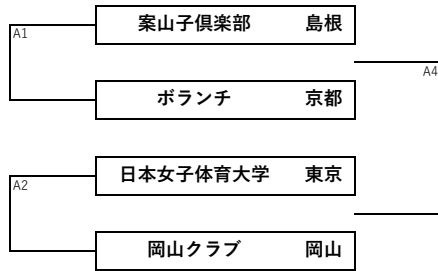 案山子倶楽部 島根
A1
A4
ボランチ 京都
日本女子体育大学 東京
A2
岡山クラブ 岡山